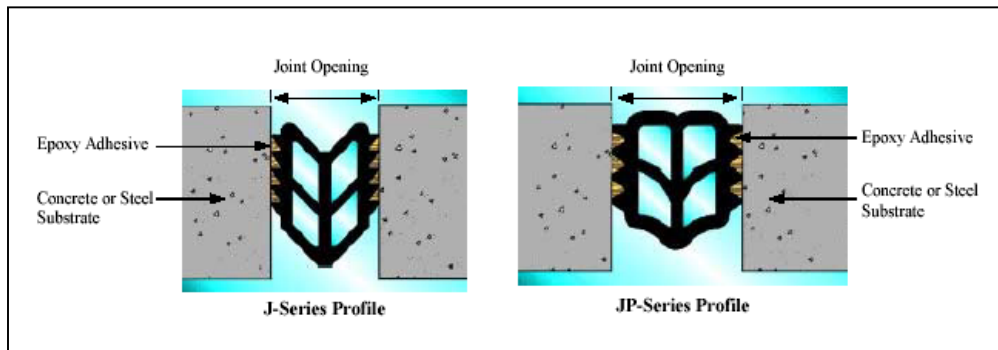 Joint Opening
Epoxy Adhesive
Concrete or Steel
Substrate
J-Series Profile
Joint Opening
Epoxy Adhesive
Concrete or Steel
Substrate
JP-Series Profile